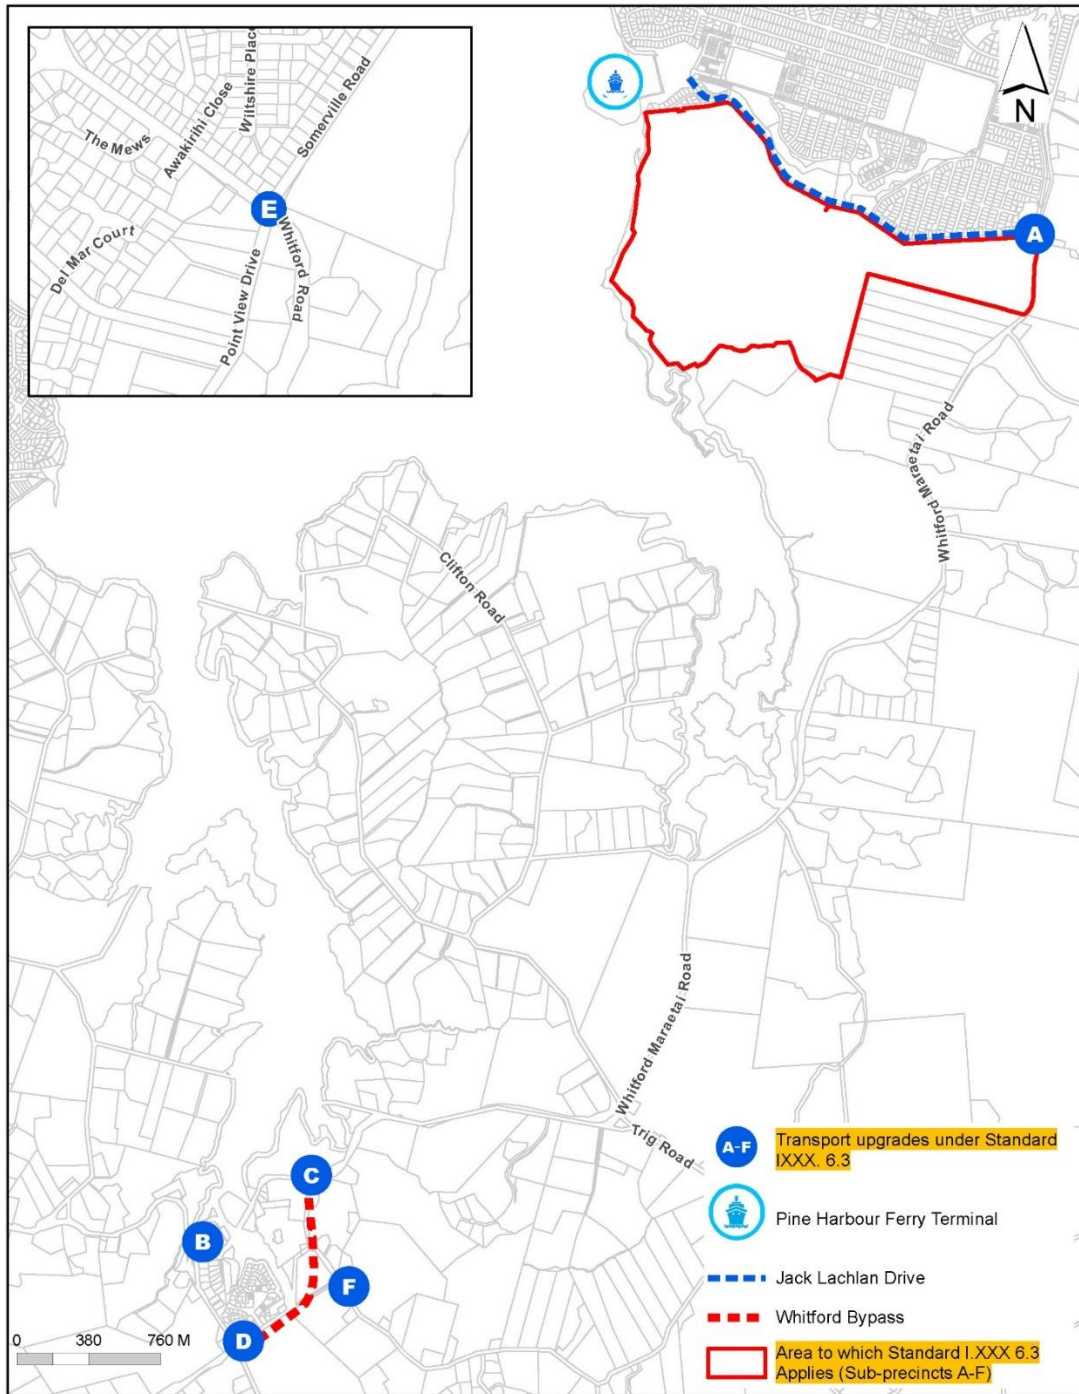 The Mews
Awakirihi Close
Wiltshire Place
Somerville Road
E
Del Mar Court
Point View Drive
Whitford Road
N
A
Whitford Maraetai Road
Clifton Road
Whitford Maraetai Road
Trig Road
C
B
F
D
0 380 760 M
A-F
Transport upgrades under Standard
IXXX. 6.3
Pine Harbour Ferry Terminal
Jack Lachlan Drive
Whitford Bypass
Area to which Standard I.XXX 6.3
Applies (Sub-precincts A-F)